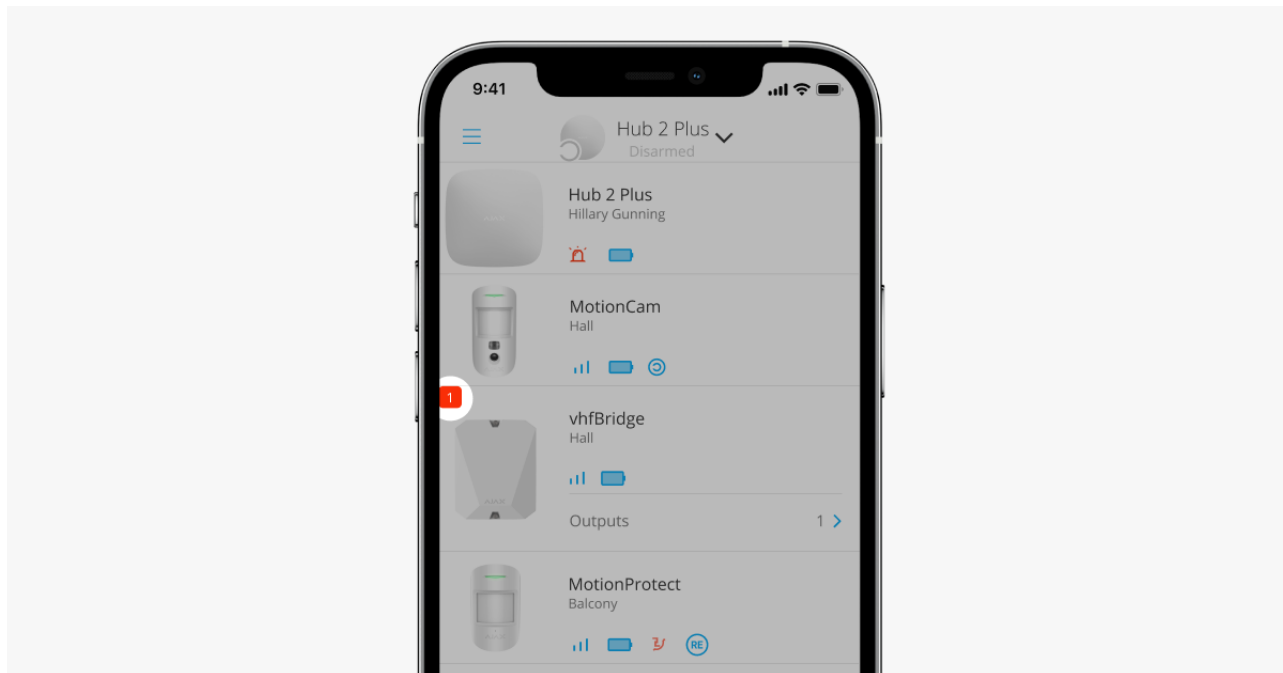 9:41
Hub 2 Plus
Disarmed
Hub 2 Plus
Hillary Gunning
MotionCam
Hall
1
vhfBridge
Hall
AJAX
Outputs 1
MotionProtect
Balcony
RE